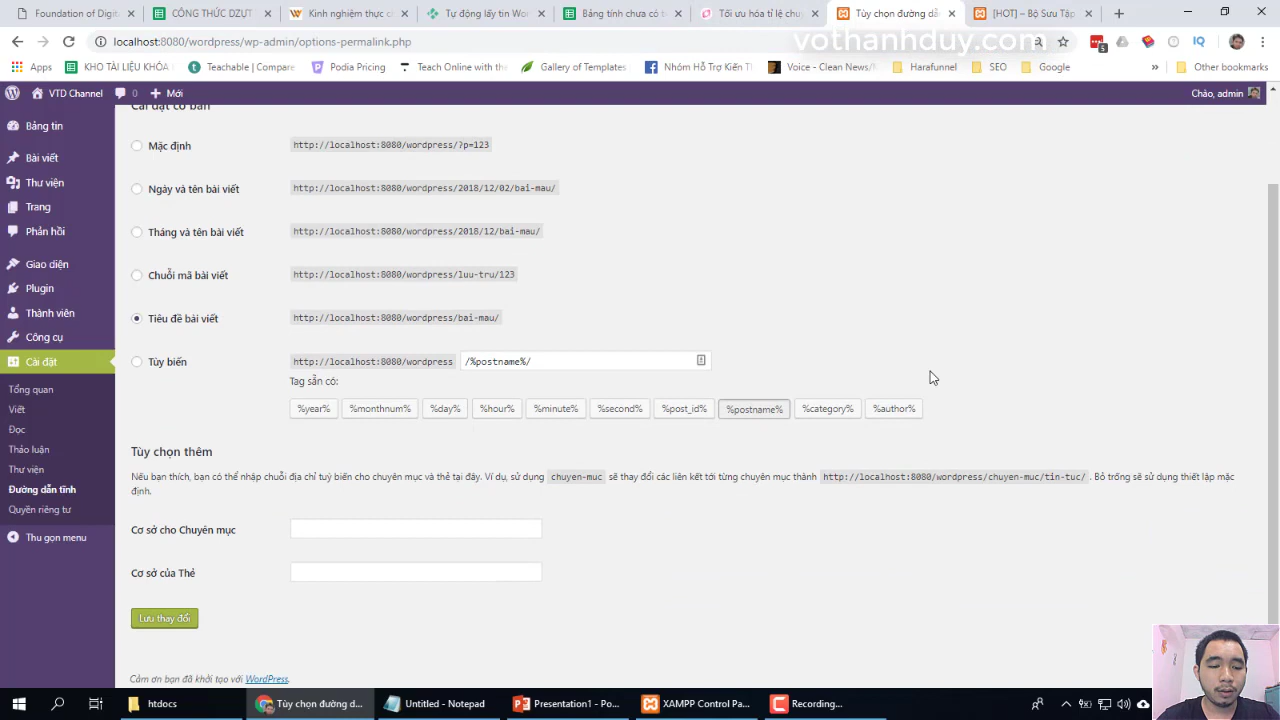 Foundation of Digita
CÔNG THỨC DZỰT
Kinh nghiệm thực c
Tự động lấy tin Wor
Bảng tính chưa có ti
Tối ưu hóa tỉ lệ chuy
Tùy chọn đường dẫ
[HOT] – Bộ Sưu Tập
localhost:8080/wordpress/wp-admin/options-permalink.php
vothanhduy.com
Apps
KHO TÀI LIỆU KHÓA
Teachable | Compare
Podia Pricing
Teach Online with the
Gallery of Templates
Nhóm Hỗ Trợ Kiến T
Voice - Clean News/
Harafunnel
SEO
Google
Other bookmarks
VTD Channel
0
Mới
Chào, admin
Bảng tin
Bài viết
Thư viện
Trang
Phản hồi
Giao diện
Plugin
Thành viên
Công cụ
Cài đặt
Tổng quan
Viết
Đọc
Thảo luận
Thư viện
Đường dẫn tĩnh
Quyền riêng tư
Thu gọn menu
Cài đặt cơ bản
Mặc định
http://localhost:8080/wordpress/?p=123
Ngày và tên bài viết
http://localhost:8080/wordpress/2018/12/02/bai-mau/
Tháng và tên bài viết
http://localhost:8080/wordpress/2018/12/bai-mau/
Chuỗi mã bài viết
http://localhost:8080/wordpress/luu-tru/123
Tiêu đề bài viết
http://localhost:8080/wordpress/bai-mau/
Tùy biến
http://localhost:8080/wordpress
/%postname%/
Tag sẵn có:
%year%
%monthnum%
%day%
%hour%
%minute%
%second%
%post_id%
%postname%
%category%
%author%
Tùy chọn thêm
Nếu bạn thích, bạn có thể nhập chuỗi địa chỉ tuỳ biến cho chuyên mục và thẻ tại đây. Ví dụ, sử dụng chuyen-muc sẽ thay đổi các liên kết tới từng chuyên mục thành http://localhost:8080/wordpress/chuyen-muc/tin-tuc/ . Bỏ trống sẽ sử dụng thiết lập mặc
định.
Cơ sở cho Chuyên mục
Cơ sở của Thẻ
Lưu thay đổi
Cảm ơn bạn đã khởi tạo với WordPress.
htdocs
Tùy chọn đường d...
Untitled - Notepad
Presentation1 - Po...
XAMPP Control Pa...
Recording...